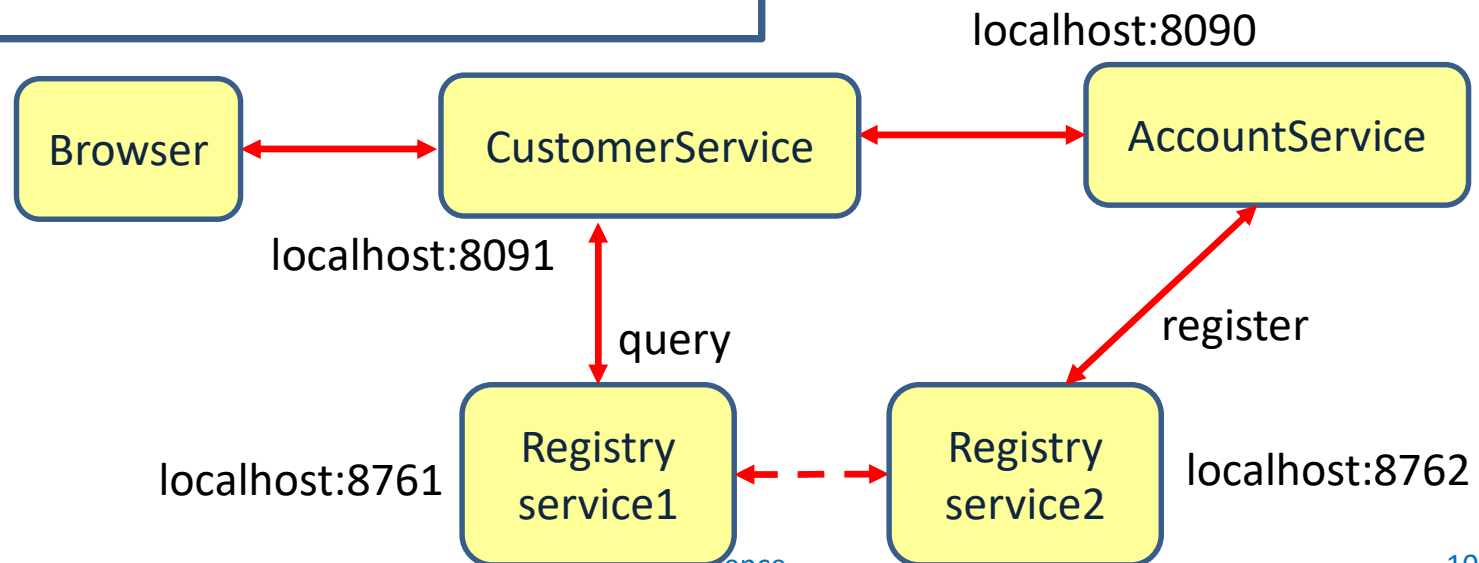 localhost:8090
Browser
CustomerService
AccountService
localhost:8091
query
register
Registry
service1
Registry
service2
localhost:8761
localhost:8762